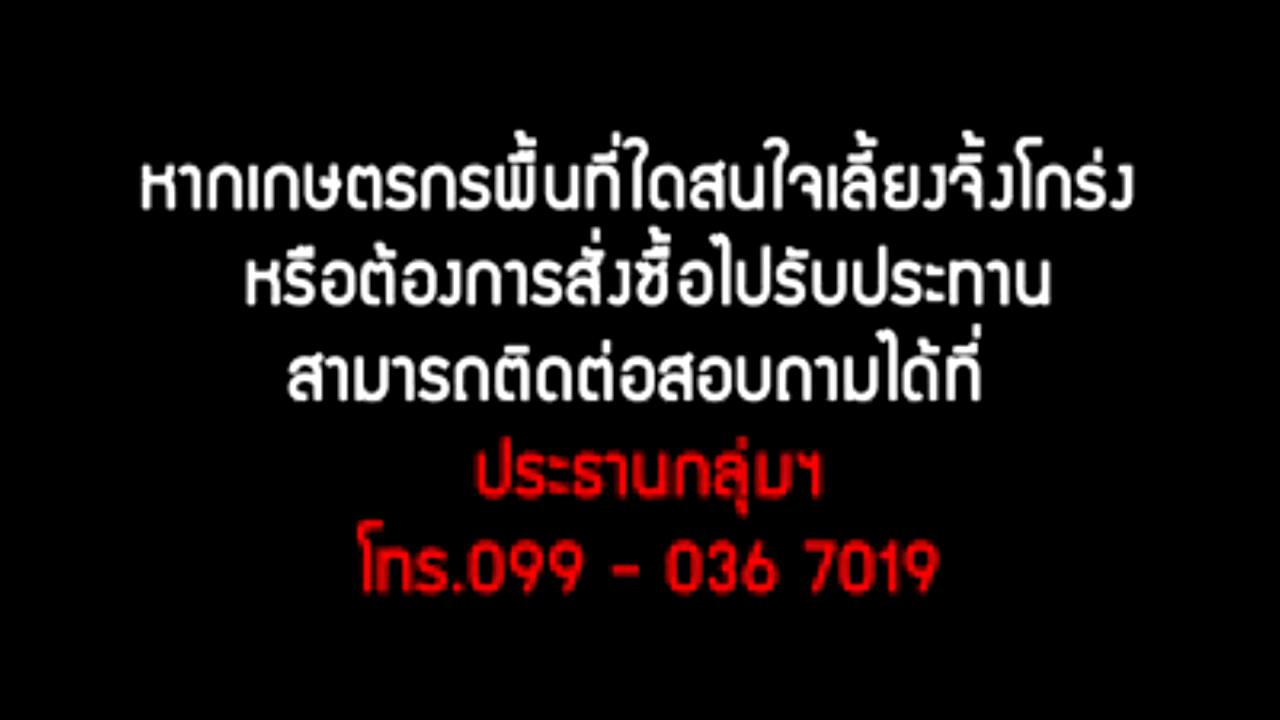 หากเกษตรกรพื้นที่ใดสนใจเลี้ยงจิ้งโกร่ง
หรือต้องการสั่งซื้อไปรับประทาน
สามารถติดต่อสอบถามได้ที่
ประธานกลุ่มฯ
โทร.099 - 036 7019